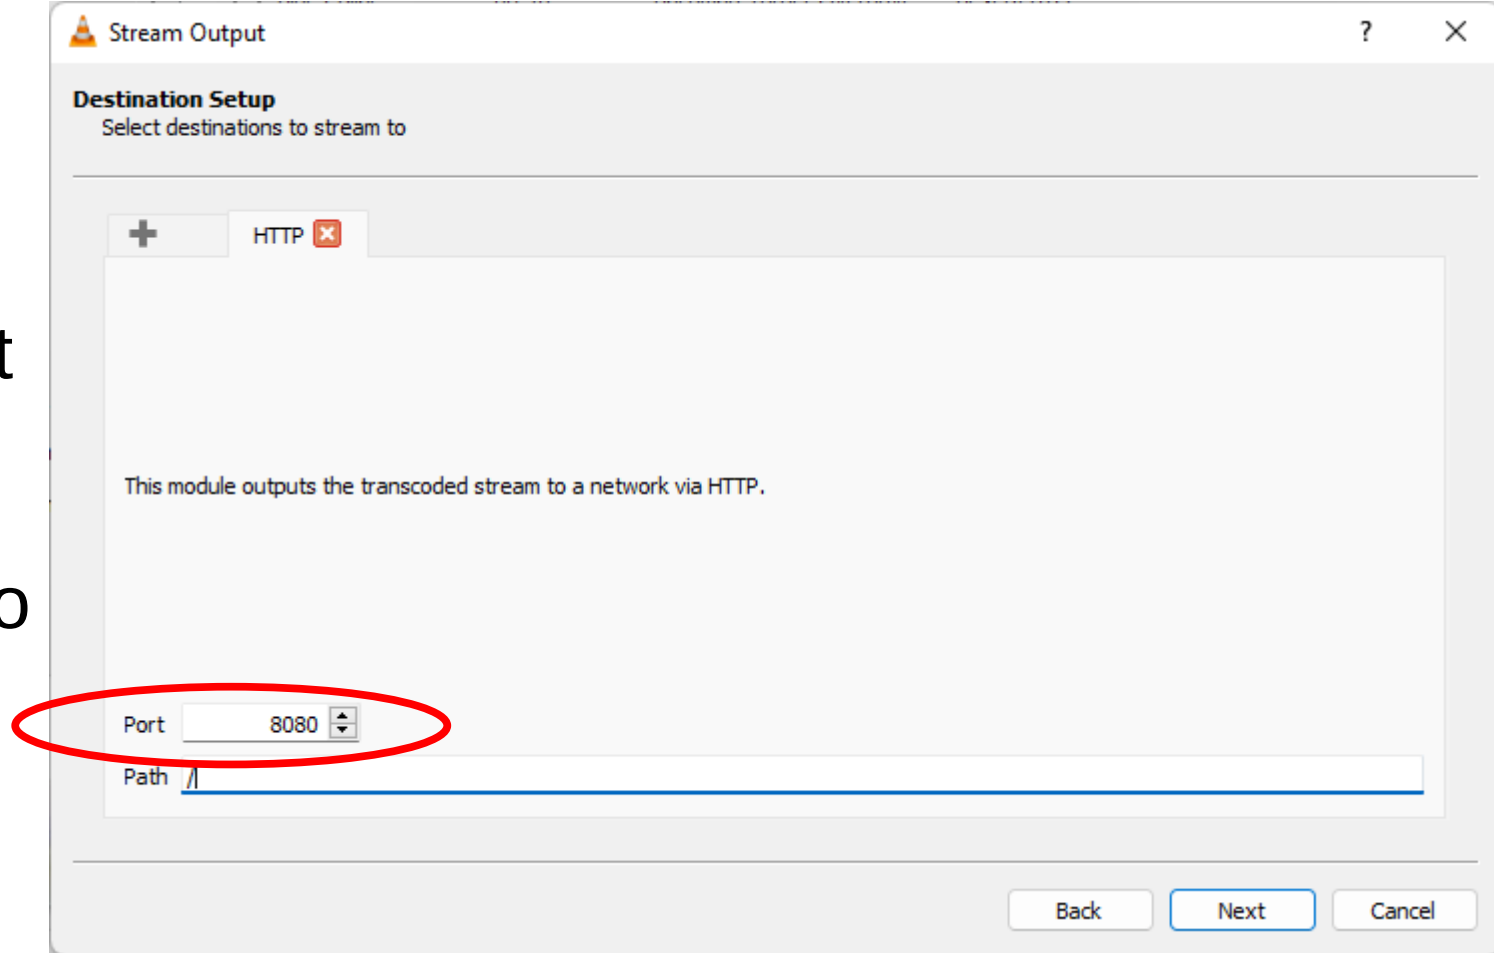 Stream Output
?
Destination Setup
Select destinations to stream to
HTTP
t
This module outputs the transcoded stream to a network via HTTP.
o
Port 8080
Path /
Back Next Cancel